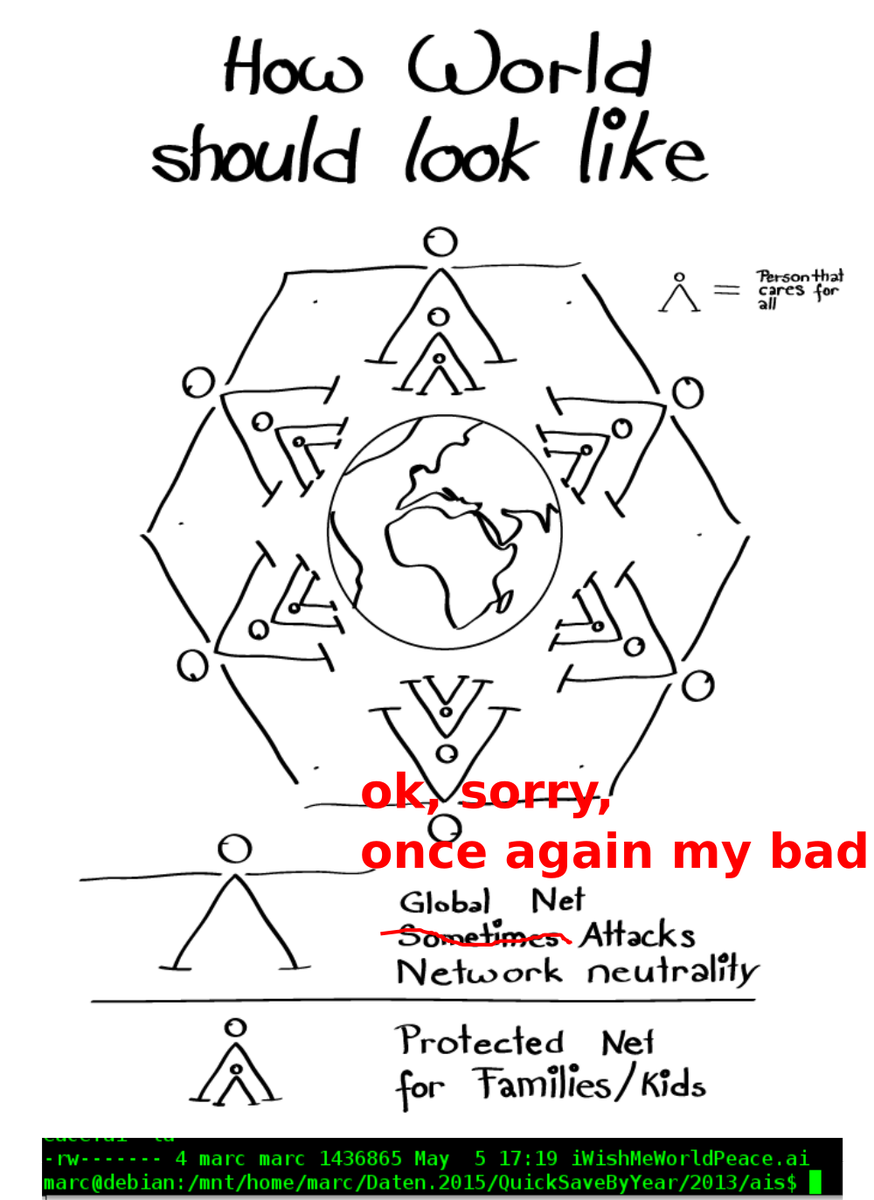 How World
should look like
Person that
cares for
all
ok, sorry,
once again my bad
Global Net
Sometimes Attacks
Network neutrality
Protected Net
for Families/Kids
-rw------- 4 marc marc 1436865 May  5 17:19 iWishMeWorldPeace.ai
marc@debian:/mnt/home/marc/Daten.2015/QuickSaveByYear/2013/ais$